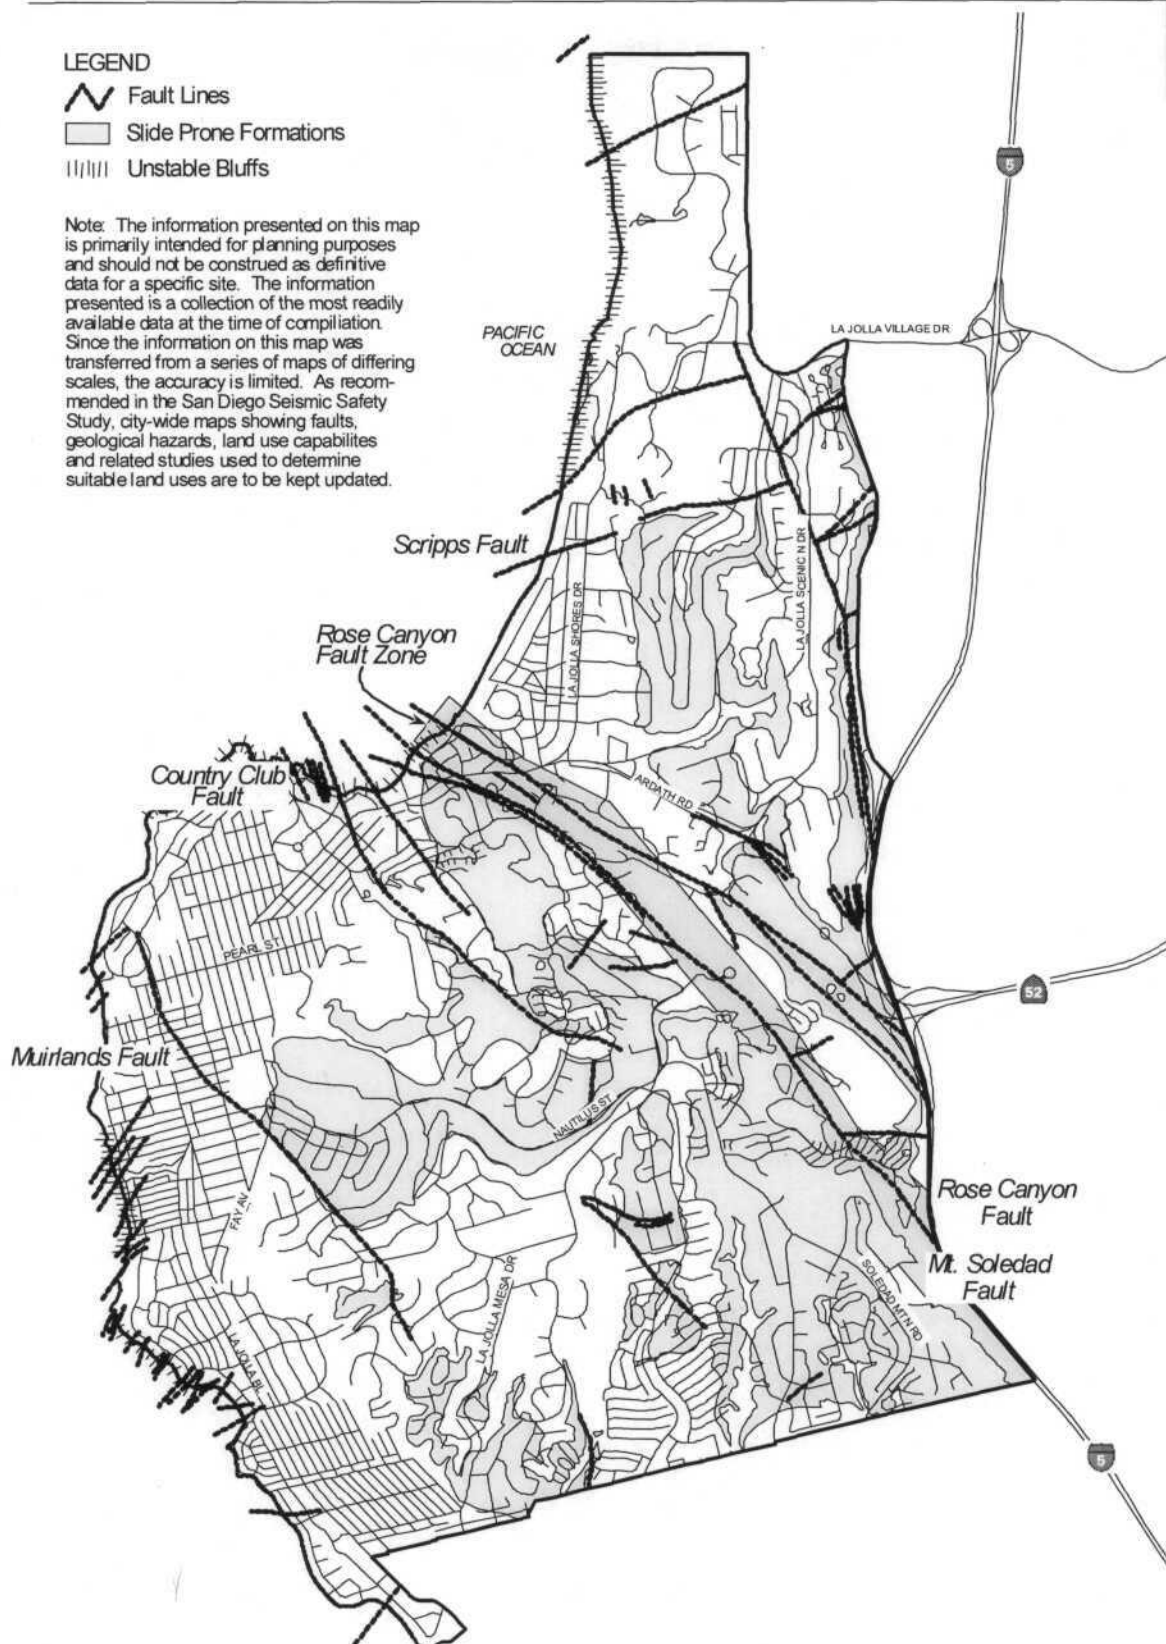 LEGEND
Fault Lines
Slide Prone Formations
Unstable Bluffs
Note: The information presented on this map
is primarily intended for planning purposes
and should not be construed as definitive
data for a specific site. The information
presented is a collection of the most readily
available data at the time of compiliation.
Since the information on this map was
transferred from a series of maps of differing
scales, the accuracy is limited. As recom-
mended in the San Diego Seismic Safety
Study, city-wide maps showing faults,
geological hazards, land use capabilites
and related studies used to determine
suitable land uses are to be kept updated.
5
PACIFIC
OCEAN
LA JOLLA VILLAGE DR
Scripps Fault
LA JOLLA SCENIC N DR
LA JOLLA SHORES DR
Rose Canyon
Fault Zone
Country Club
Fault
ARDATH RD
PEARL ST
52
Muirlands Fault
NAUTILUS ST
FAY AV
Rose Canyon
Fault
Mt. Soledad
Fault
SOLEDAD MTN RD
LA JOLLA MESA DR
LA JOLLA BL
5